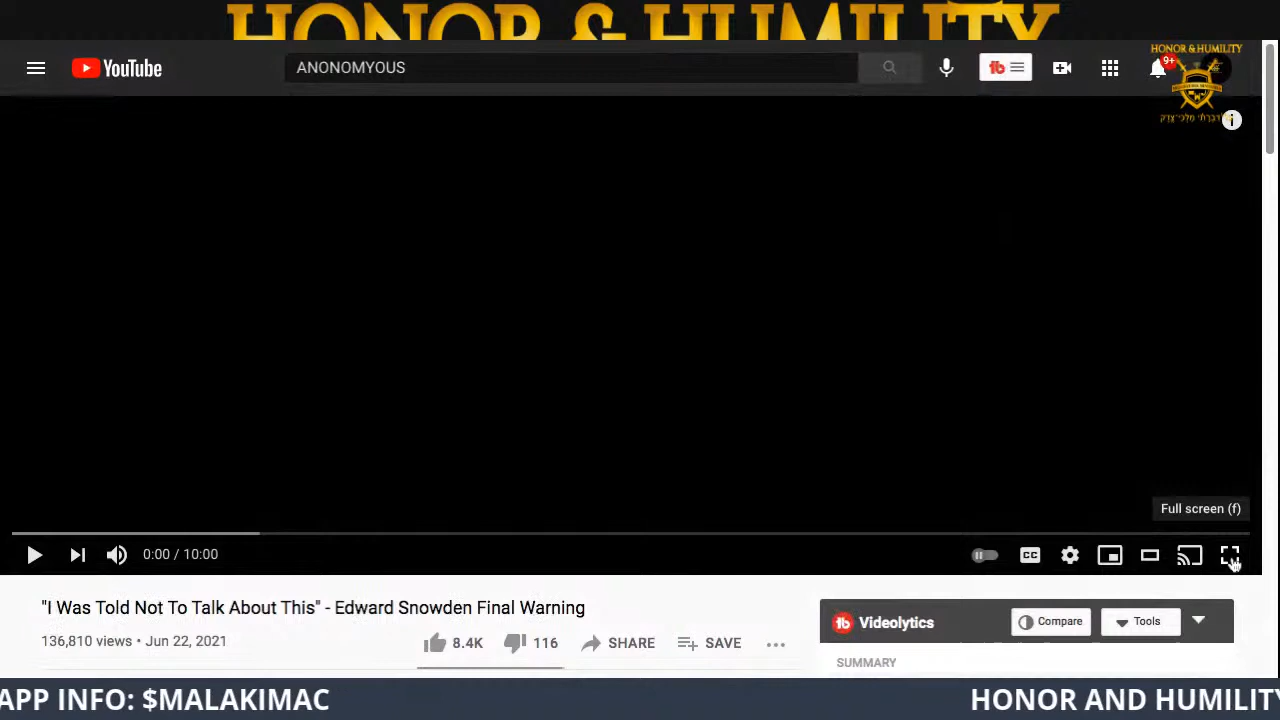 HONOR & HUMILITY
YouTube
ANONOMYOUS
9+
HONOR & HUMILITY
i
Full screen (f)
0:00 / 10:00
CC
"I Was Told Not To Talk About This" - Edward Snowden Final Warning
136,810 views • Jun 22, 2021
8.4K
116
SHARE
SAVE
Videolytics
Compare
Tools
SUMMARY
APP INFO: $MALAKIMAC
HONOR AND HUMILITY